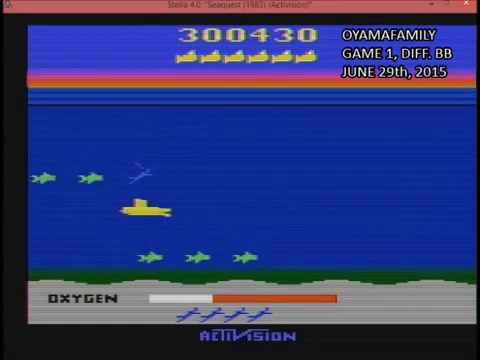 Stella 4.0: "Seaquest (1983) (Activision)"
300430
OYAMAFAMILY
GAME 1, DIFF. BB
JUNE 29th, 2015
OXYGEN
ACTIVISION